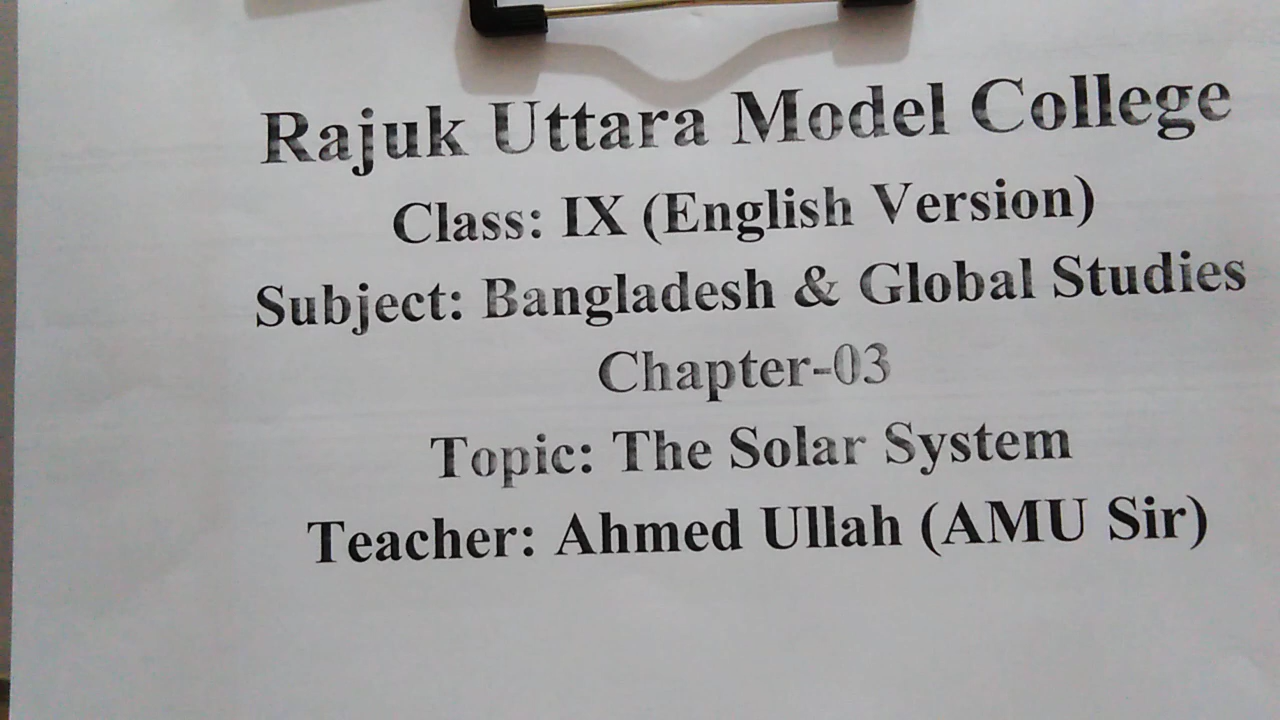 Rajuk Uttara Model College
Class: IX (English Version)
Subject: Bangladesh & Global Studies
Chapter-03
Topic: The Solar System
Teacher: Ahmed Ullah (AMU Sir)